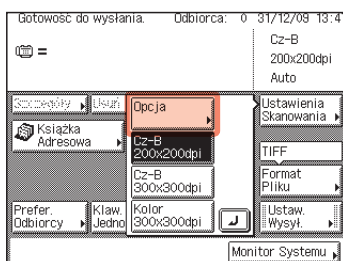 Gotowość do wysłania. Odbiorca: 0 31/12/09 13:4
=
Cz-B
200x200dpi
Auto
Szczegóły Usuń
Opcja
Ustawienia
Skanowania
Książka
Adresowa
Cz-B
200x200dpi
TIFF
Cz-B
300x300dpi
Format
Pliku
Prefer.
Odbiorcy
Klaw.
Jedno
Kolor
300x300dpi
Ustaw.
Wysył.
Monitor Systemu